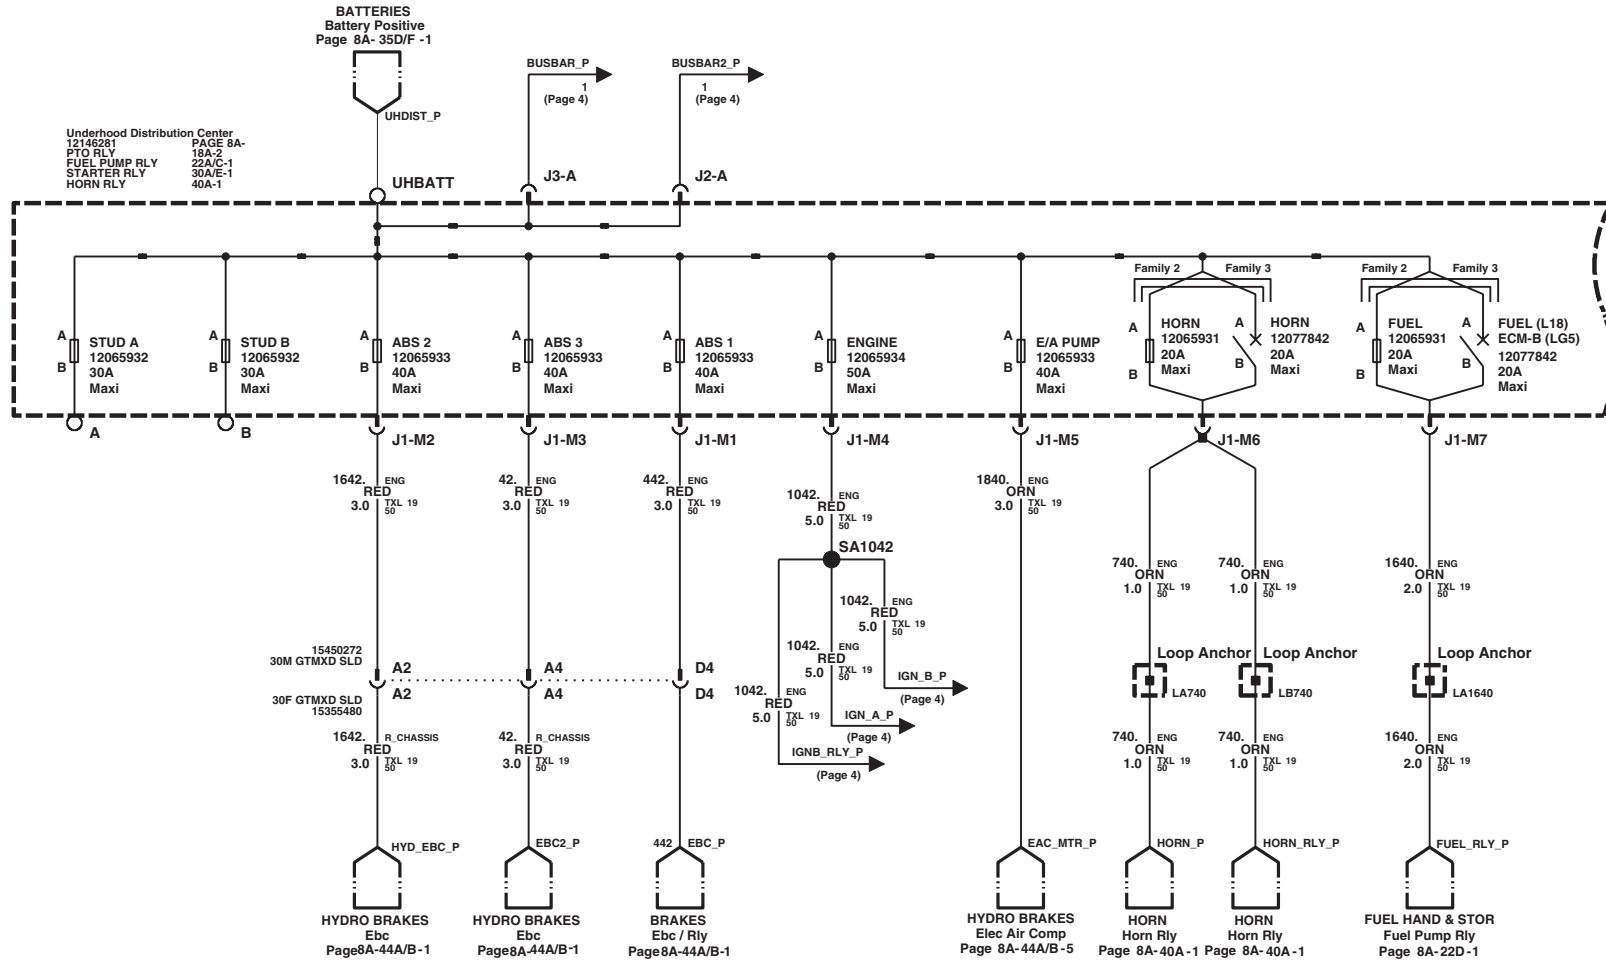 BATTERIES
Battery Positive
Page 8A- 35D/F -1
UHDIST_P
BUSBAR_P
1
(Page 4)
BUSBAR2_P
1
(Page 4)
Underhood Distribution Center
12146281 PAGE 8A-
PTO RLY 18A-2
FUEL PUMP RLY 22A/C-1
STARTER RLY 30A/E-1
HORN RLY 40A-1
UHBATT
J3-A
J2-A
A
B
STUD A
12065932
30A
Maxi
A
B
STUD B
12065932
30A
Maxi
A
B
ABS 2
12065933
40A
Maxi
A
B
ABS 3
12065933
40A
Maxi
A
B
ABS 1
12065933
40A
Maxi
A
B
ENGINE
12065934
50A
Maxi
A
B
E/A PUMP
12065933
40A
Maxi
Family 2
Family 3
A
B
HORN
12065931
20A
Maxi
A
B
HORN
12077842
20A
Maxi
Family 2
Family 3
A
B
FUEL
12065931
20A
Maxi
A
B
FUEL (L18)
ECM-B (LG5)
12077842
20A
Maxi
A
B
J1-M2
J1-M3
J1-M1
J1-M4
J1-M5
J1-M6
J1-M7
1642. ENG
RED
3.0 TXL 19
50
42. ENG
RED
3.0 TXL 19
50
442. ENG
RED
3.0 TXL 19
50
1042. ENG
RED
5.0 TXL 19
50
1840. ENG
ORN
3.0 TXL 19
50
SA1042
1042. ENG
RED
5.0 TXL 19
50
1042. ENG
RED
5.0 TXL 19
50
1042. ENG
RED
5.0 TXL 19
50
IGN_B_P
(Page 4)
IGN_A_P
(Page 4)
IGNB_RLY_P
(Page 4)
740. ENG
ORN
1.0 TXL 19
50
740. ENG
ORN
1.0 TXL 19
50
1640. ENG
ORN
2.0 TXL 19
50
15450272
30M GTMXD SLD
A2
A4
D4
A2
A4
D4
30F GTMXD SLD
15355480
Loop Anchor
LA740
Loop Anchor
LB740
Loop Anchor
LA1640
1642. R_CHASSIS
RED
3.0 TXL 19
50
42. R_CHASSIS
RED
3.0 TXL 19
50
740. ENG
ORN
1.0 TXL 19
50
740. ENG
ORN
1.0 TXL 19
50
1640. ENG
ORN
2.0 TXL 19
50
HYD_EBC_P
EBC2_P
442 EBC_P
EAC_MTR_P
HORN_P
HORN_RLY_P
FUEL_RLY_P
HYDRO BRAKES
Ebc
Page8A-44A/B-1
HYDRO BRAKES
Ebc
Page8A-44A/B-1
BRAKES
Ebc / Rly
Page8A-44A/B-1
HYDRO BRAKES
Elec Air Comp
Page 8A-44A/B-5
HORN
Horn Rly
Page 8A-40A-1
HORN
Horn Rly
Page 8A-40A-1
FUEL HAND & STOR
Fuel Pump Rly
Page 8A-22D-1